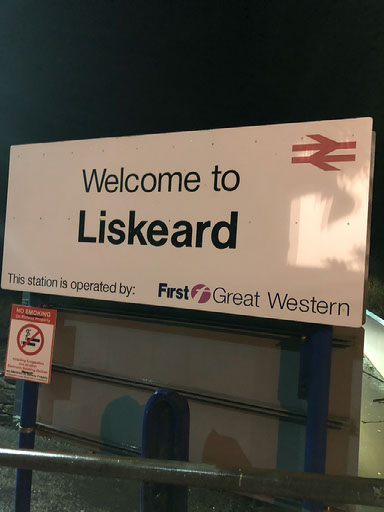 Welcome to
Liskeard
This station is operated by: First Great Western
NO SMOKING